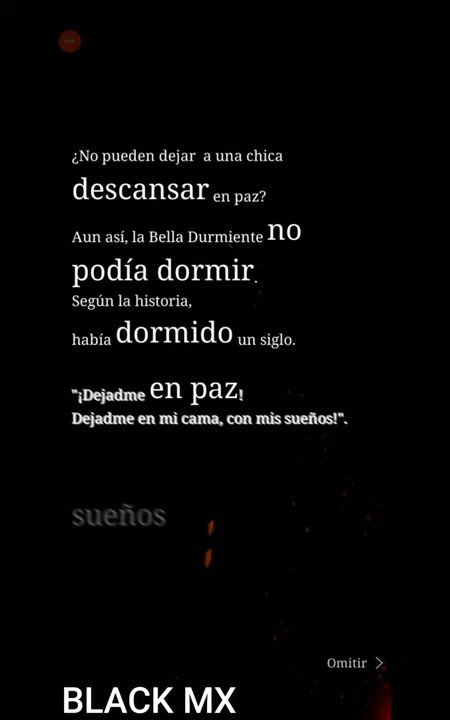 ¿No pueden dejar a una chica
descansar en paz?
Aun así, la Bella Durmiente no
podía dormir.
Según la historia,
había dormido un siglo.
"¡Dejadme en paz!
Dejadme en mi cama, con mis sueños!".
sueños
Omitir
BLACK MX